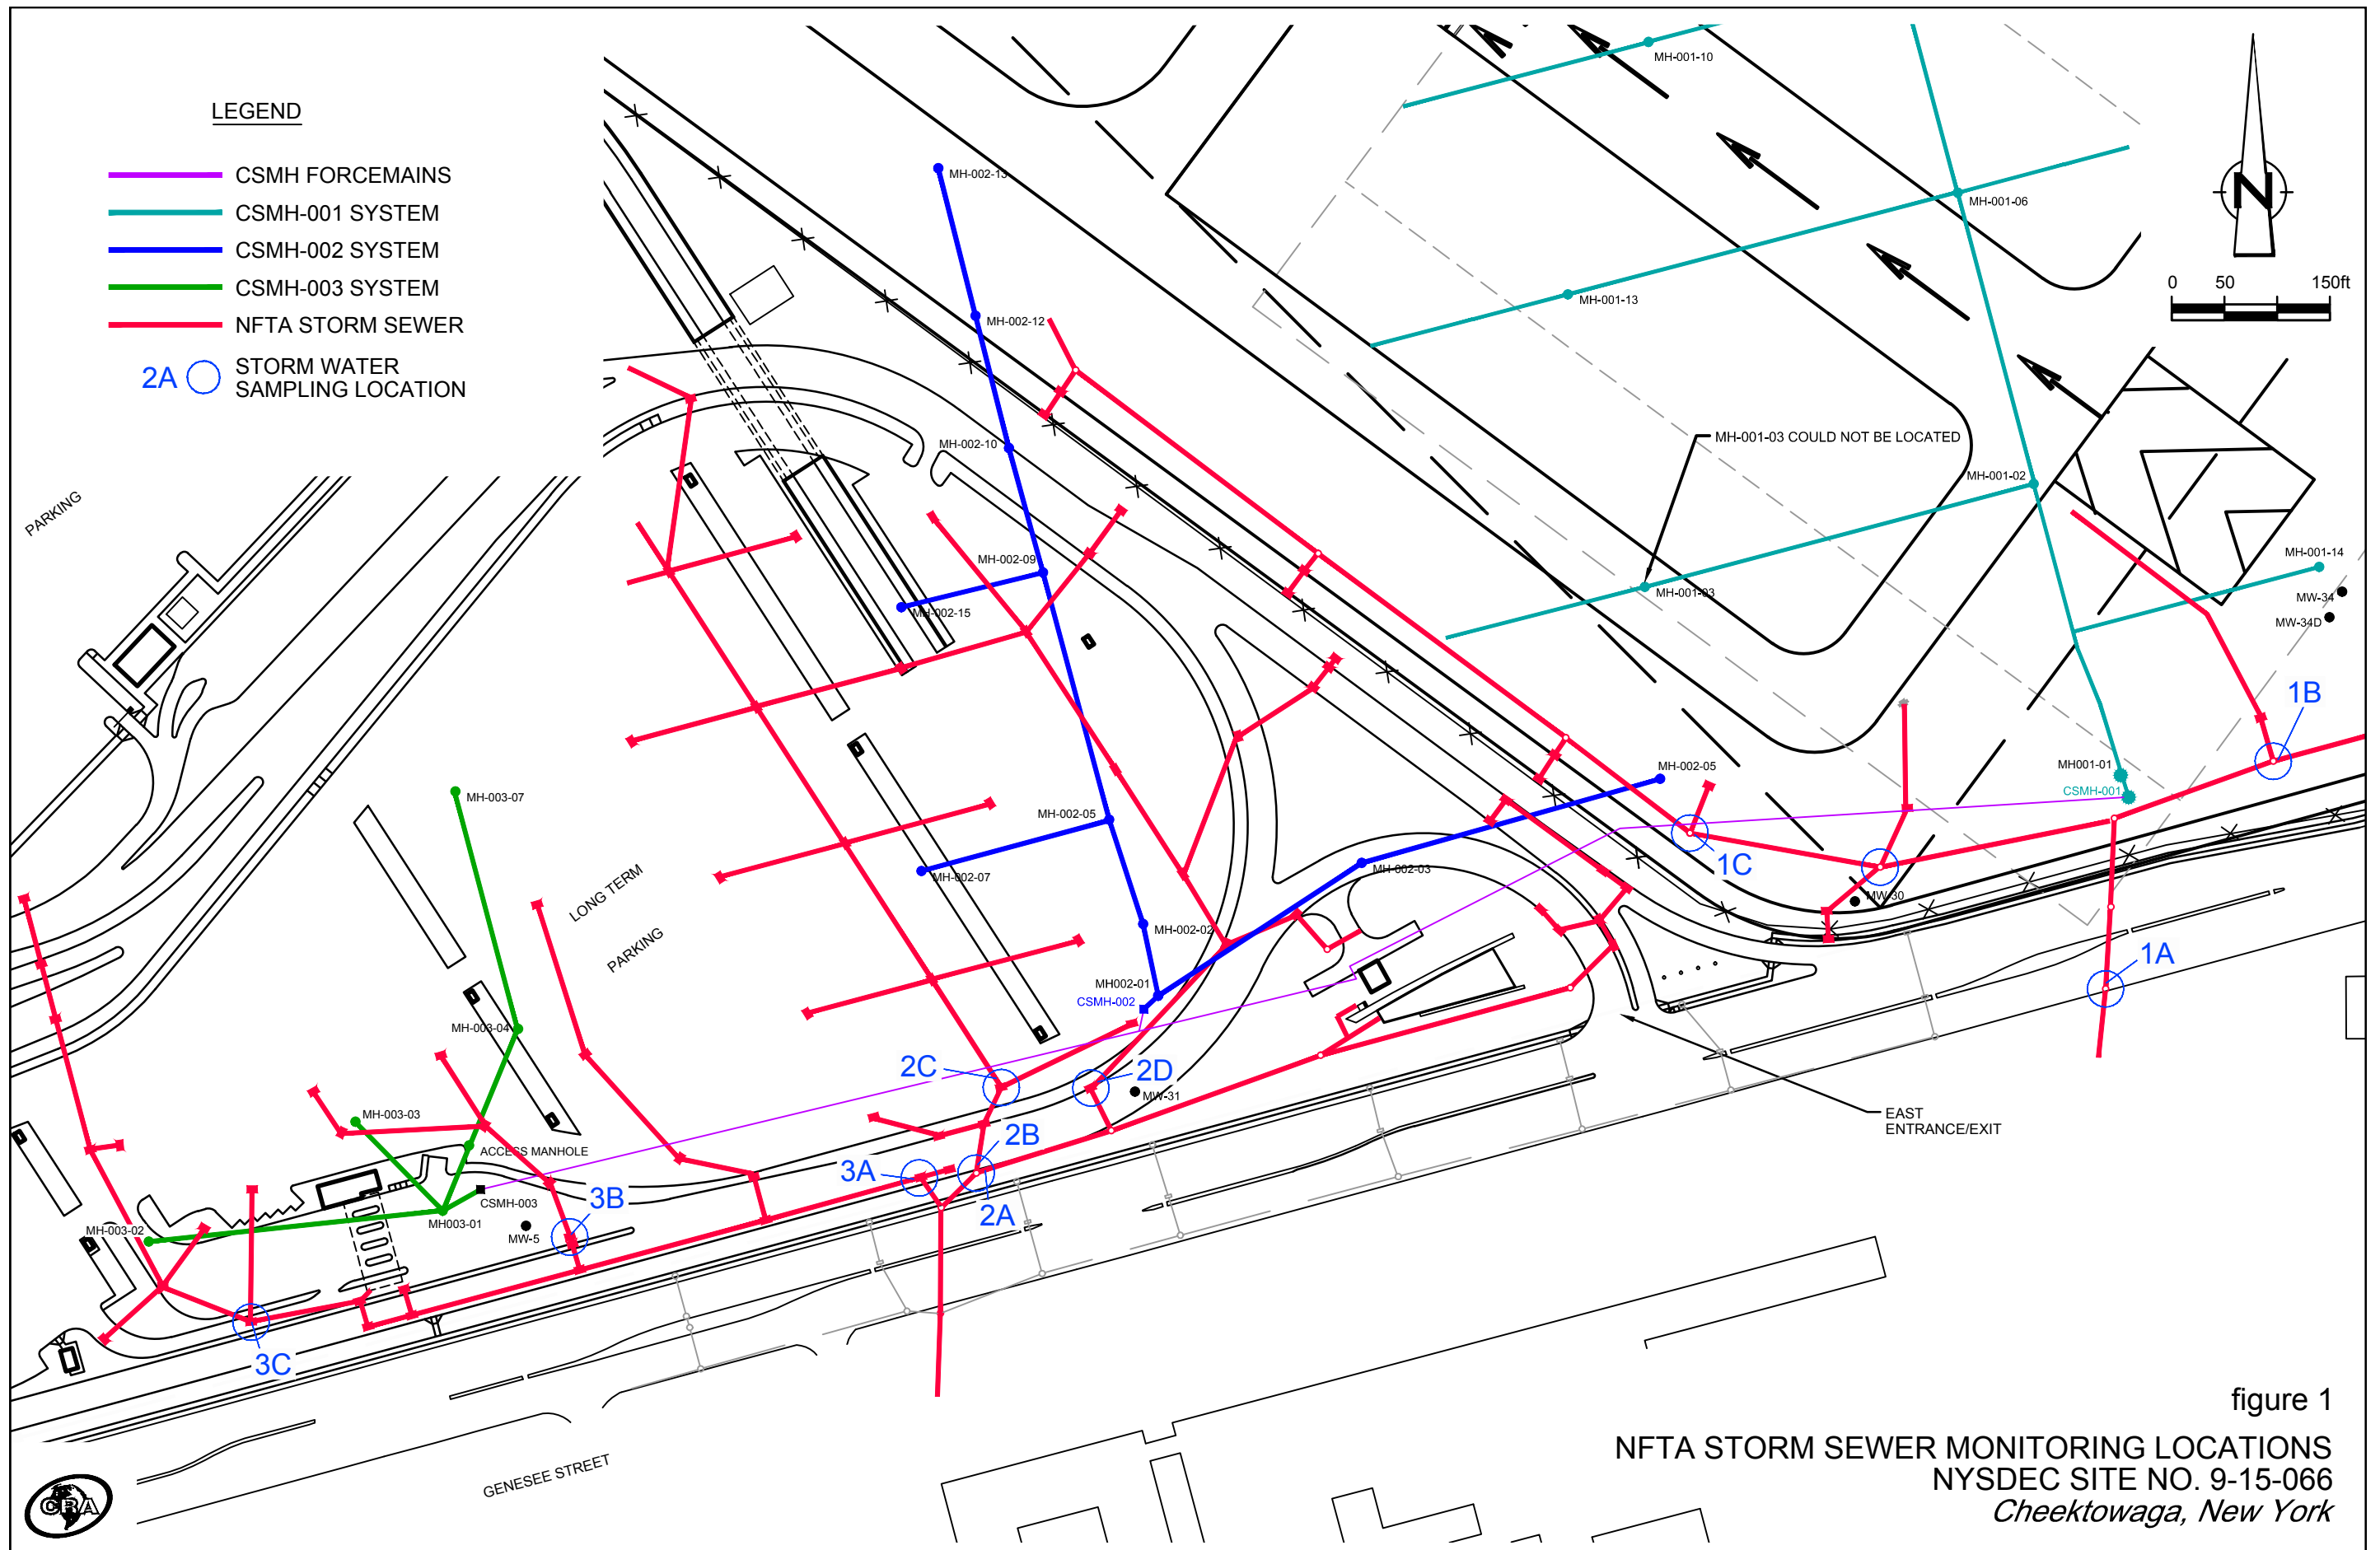 LEGEND
CSMH FORCEMAINS
CSMH-001 SYSTEM
CSMH-002 SYSTEM
CSMH-003 SYSTEM
NFTA STORM SEWER
2A
STORM WATER
SAMPLING LOCATION
PARKING
MH-001-10
MH-002-13
MH-001-06
N
0 50 150ft
MH-001-13
MH-002-12
MH-001-03 COULD NOT BE LOCATED
MH-002-10
MH-001-02
MH-001-14
MH-002-09
MH-001-03
MW-34
MH-002-15
MW-34D
1B
MH001-01
MH-002-05
CSMH-001
MH-003-07
MH-002-05
1C
MH-002-07
MH-002-03
LONG TERM
PARKING
MW-30
MH-002-02
1A
MH002-01
CSMH-002
MH-003-04
2C
2D
MW-31
MH-003-03
EAST
ENTRANCE/EXIT
2B
ACCESS MANHOLE
3A
3B
CSMH-003
2A
MH003-01
MH-003-02
MW-5
3C
GENESEE STREET
CRA
figure 1
NFTA STORM SEWER MONITORING LOCATIONS
NYSDEC SITE NO. 9-15-066
Cheektowaga, New York